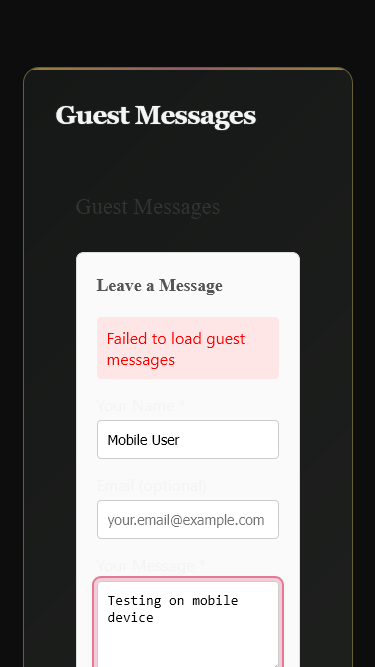 Guest Messages
Guest Messages
Leave a Message
Failed to load guest
messages
Your Name *
Mobile User
Email (optional)
your.email@example.com
Your Message *
Testing on mobile
device